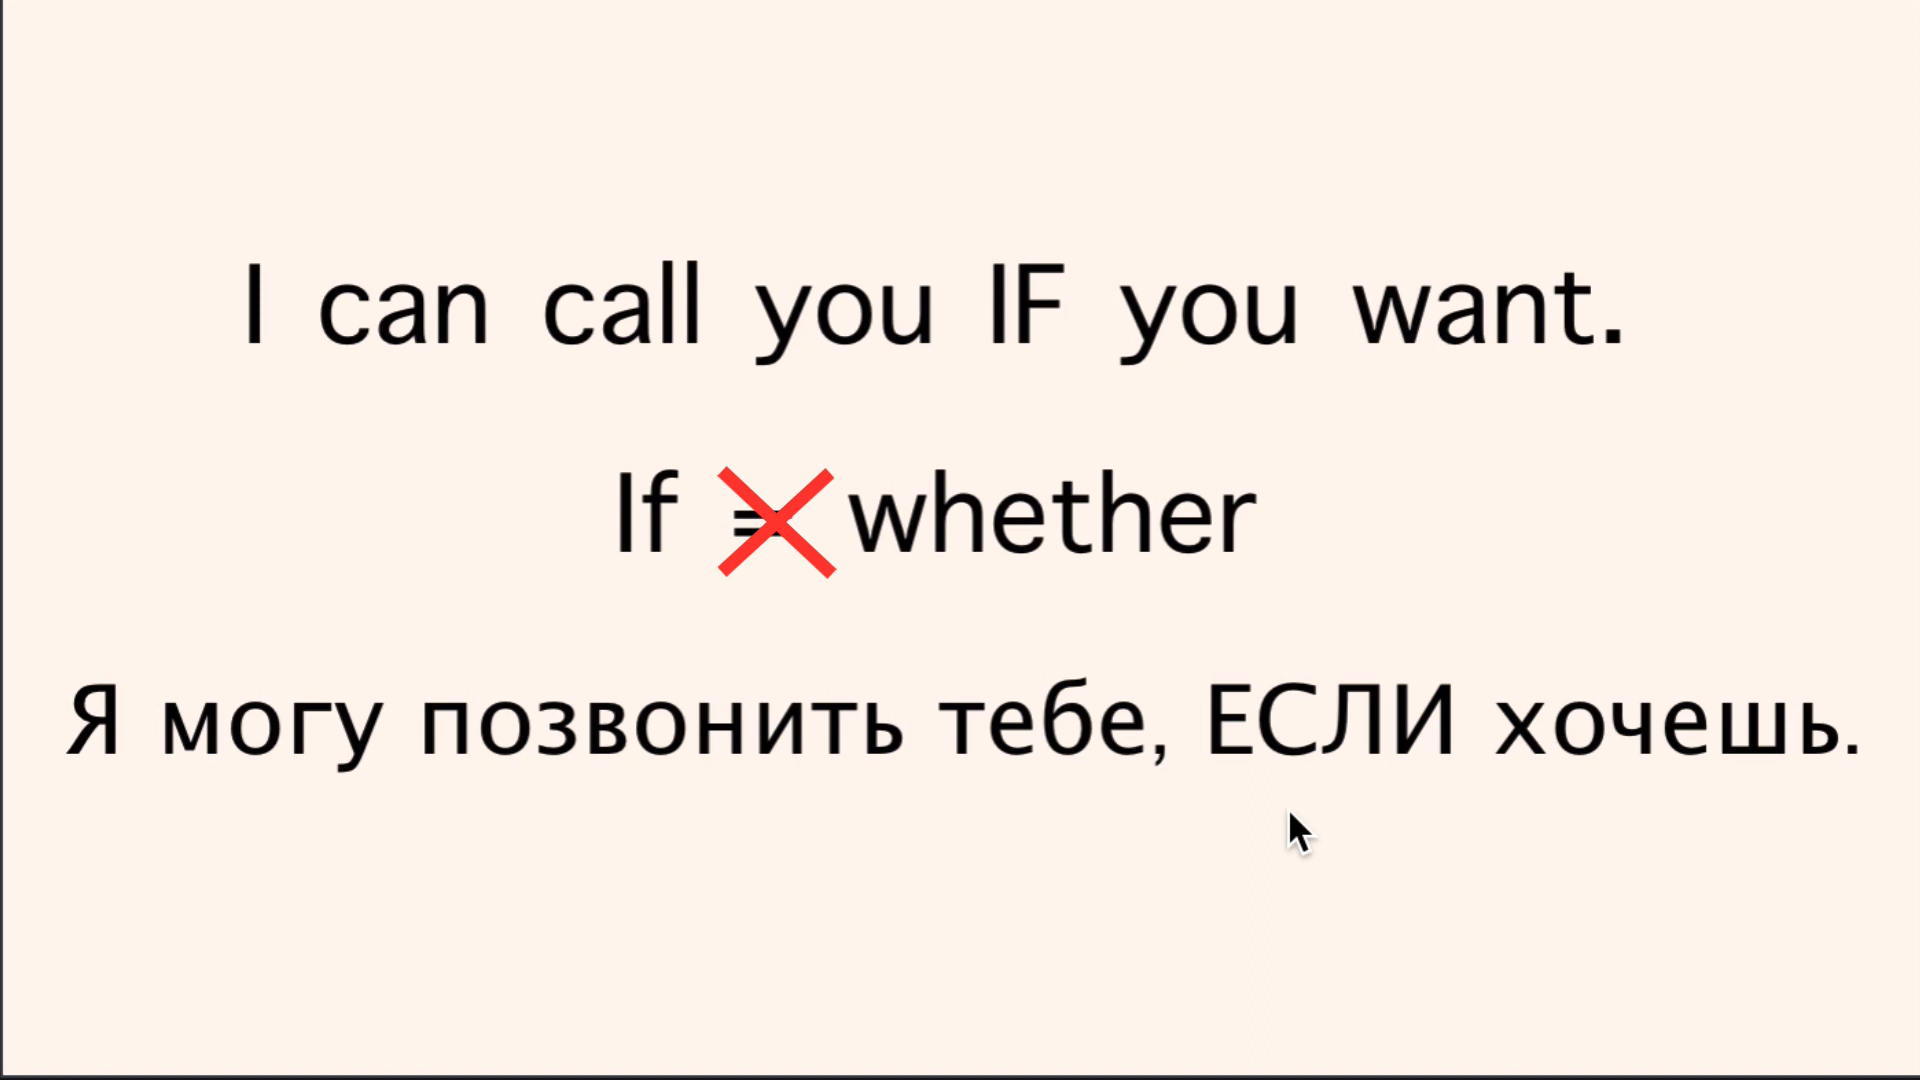 I can call you IF you want.
If = whether
Я могу позвонить тебе, ЕСЛИ хочешь.